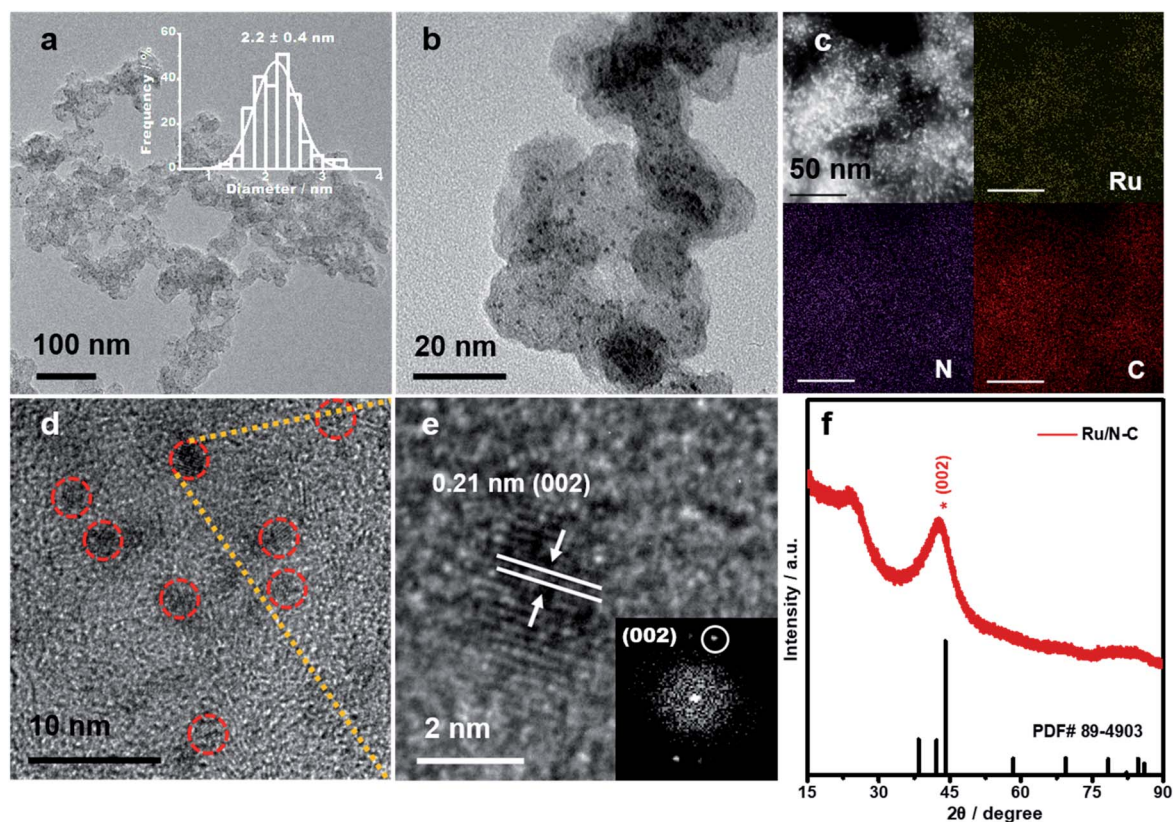 a
60
2.2 ± 0.4 nm
Frequency / %
40
20
0
1
2
3
4
Diameter / nm
100 nm
b
20 nm
c
50 nm
Ru
N
C
d
10 nm
e
0.21 nm (002)
(002)
2 nm
f
Ru/N-C
* (002)
Intensity / a.u.
PDF# 89-4903
15
30
45
60
75
90
2θ / degree